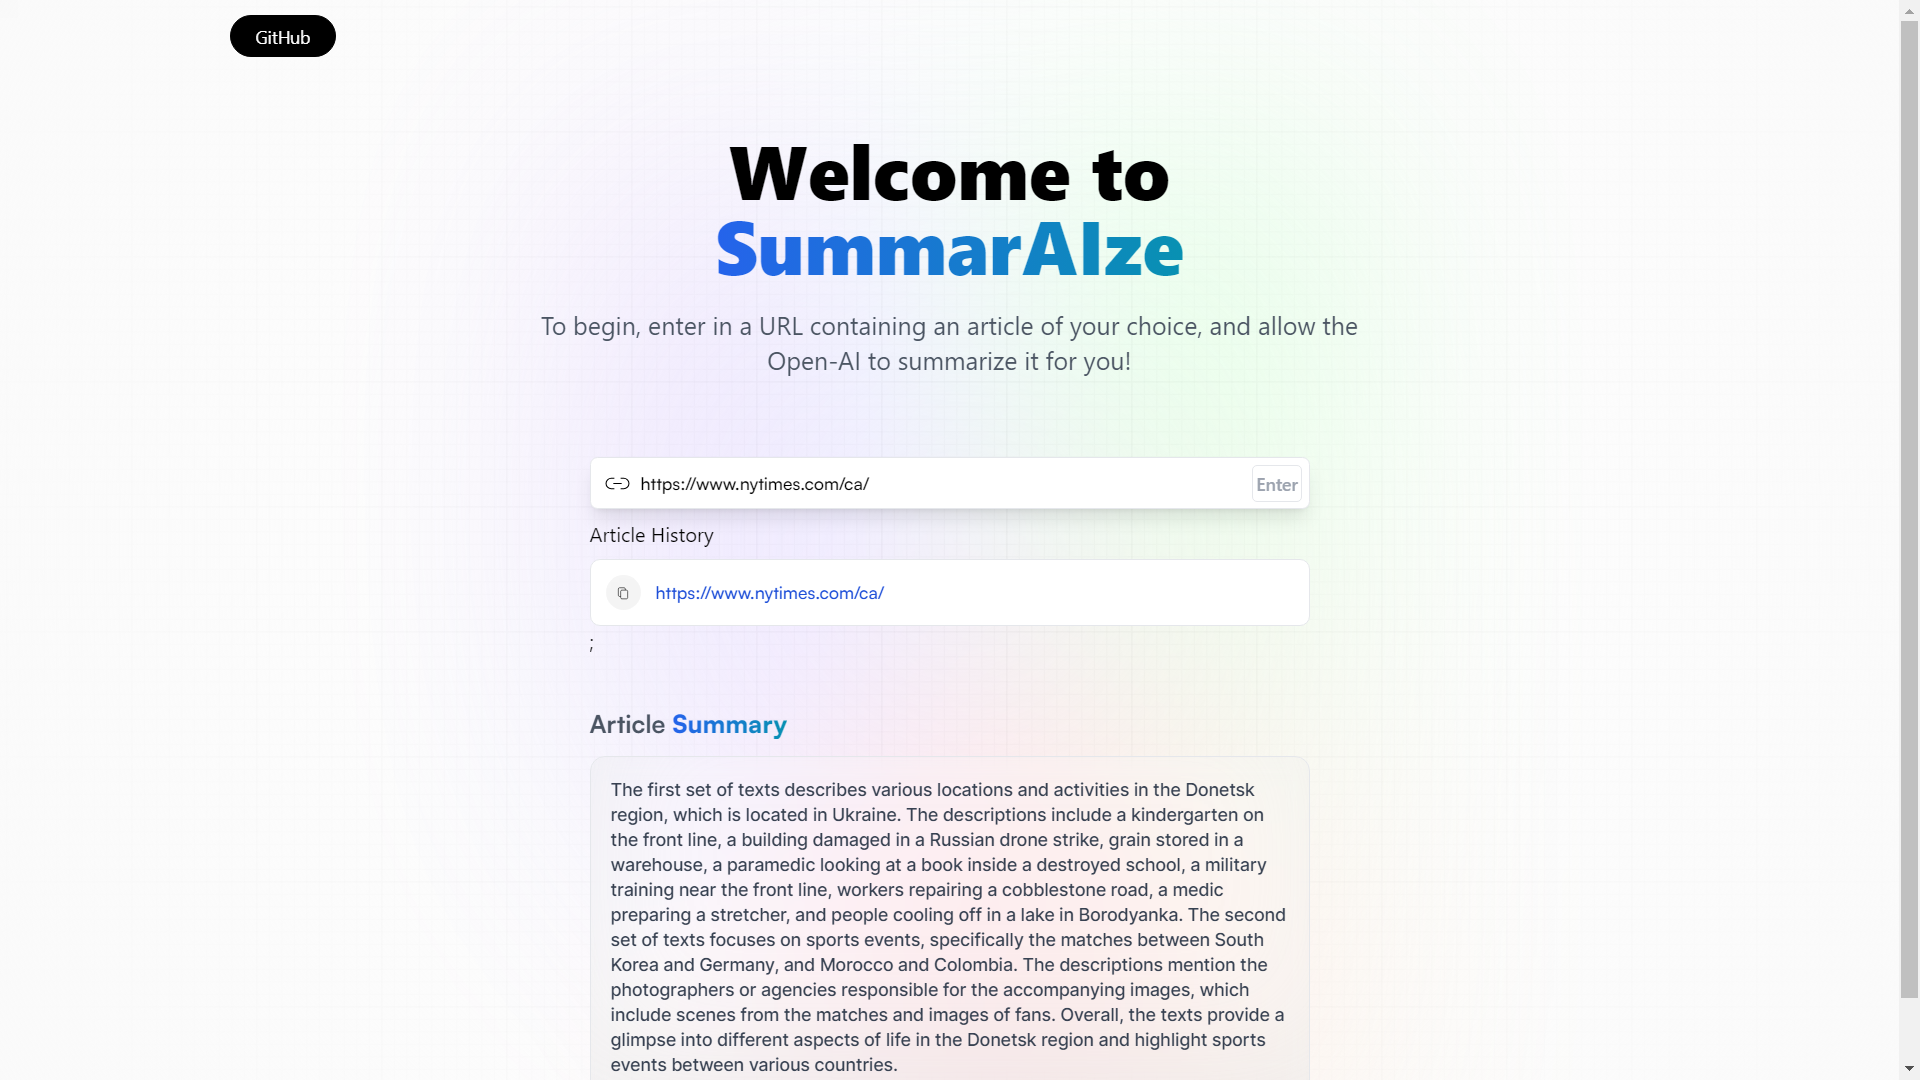 GitHub
Welcome to
SummarAIze
To begin, enter in a URL containing an article of your choice, and allow the
Open-AI to summarize it for you!
https://www.nytimes.com/ca/
Enter
Article History
https://www.nytimes.com/ca/
;
Article Summary
The first set of texts describes various locations and activities in the Donetsk
region, which is located in Ukraine. The descriptions include a kindergarten on
the front line, a building damaged in a Russian drone strike, grain stored in a
warehouse, a paramedic looking at a book inside a destroyed school, a military
training near the front line, workers repairing a cobblestone road, a medic
preparing a stretcher, and people cooling off in a lake in Borodyanka. The second
set of texts focuses on sports events, specifically the matches between South
Korea and Germany, and Morocco and Colombia. The descriptions mention the
photographers or agencies responsible for the accompanying images, which
include scenes from the matches and images of fans. Overall, the texts provide a
glimpse into different aspects of life in the Donetsk region and highlight sports
events between various countries.